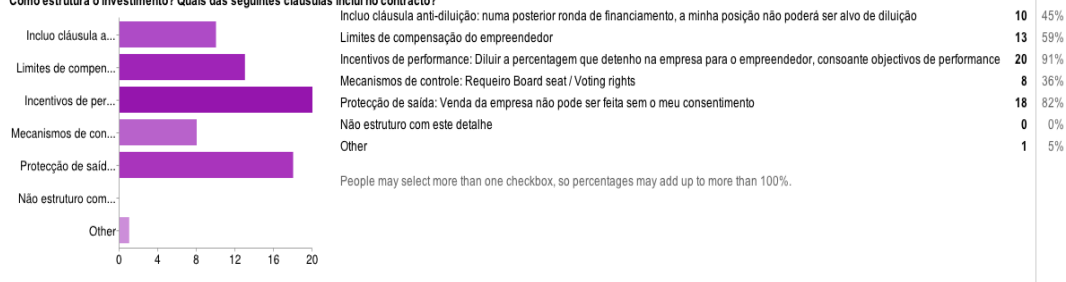 Como estrutura o investimento? Quais das seguintes cláusulas inclui no contracto?
Incluo cláusula a...
Limites de compen...
Incentivos de per...
Mecanismos de con...
Protecção de saíd...
Não estruturo com...
Other
0 4 8 12 16 20
Incluo cláusula anti-diluição: numa posterior ronda de financiamento, a minha posição não poderá ser alvo de diluição 10 45%
Limites de compensação do empreendedor 13 59%
Incentivos de performance: Diluir a percentagem que detenho na empresa para o empreendedor, consoante objectivos de performance 20 91%
Mecanismos de controle: Requeiro Board seat / Voting rights 8 36%
Protecção de saída: Venda da empresa não pode ser feita sem o meu consentimento 18 82%
Não estruturo com este detalhe 0 0%
Other 1 5%
People may select more than one checkbox, so percentages may add up to more than 100%.